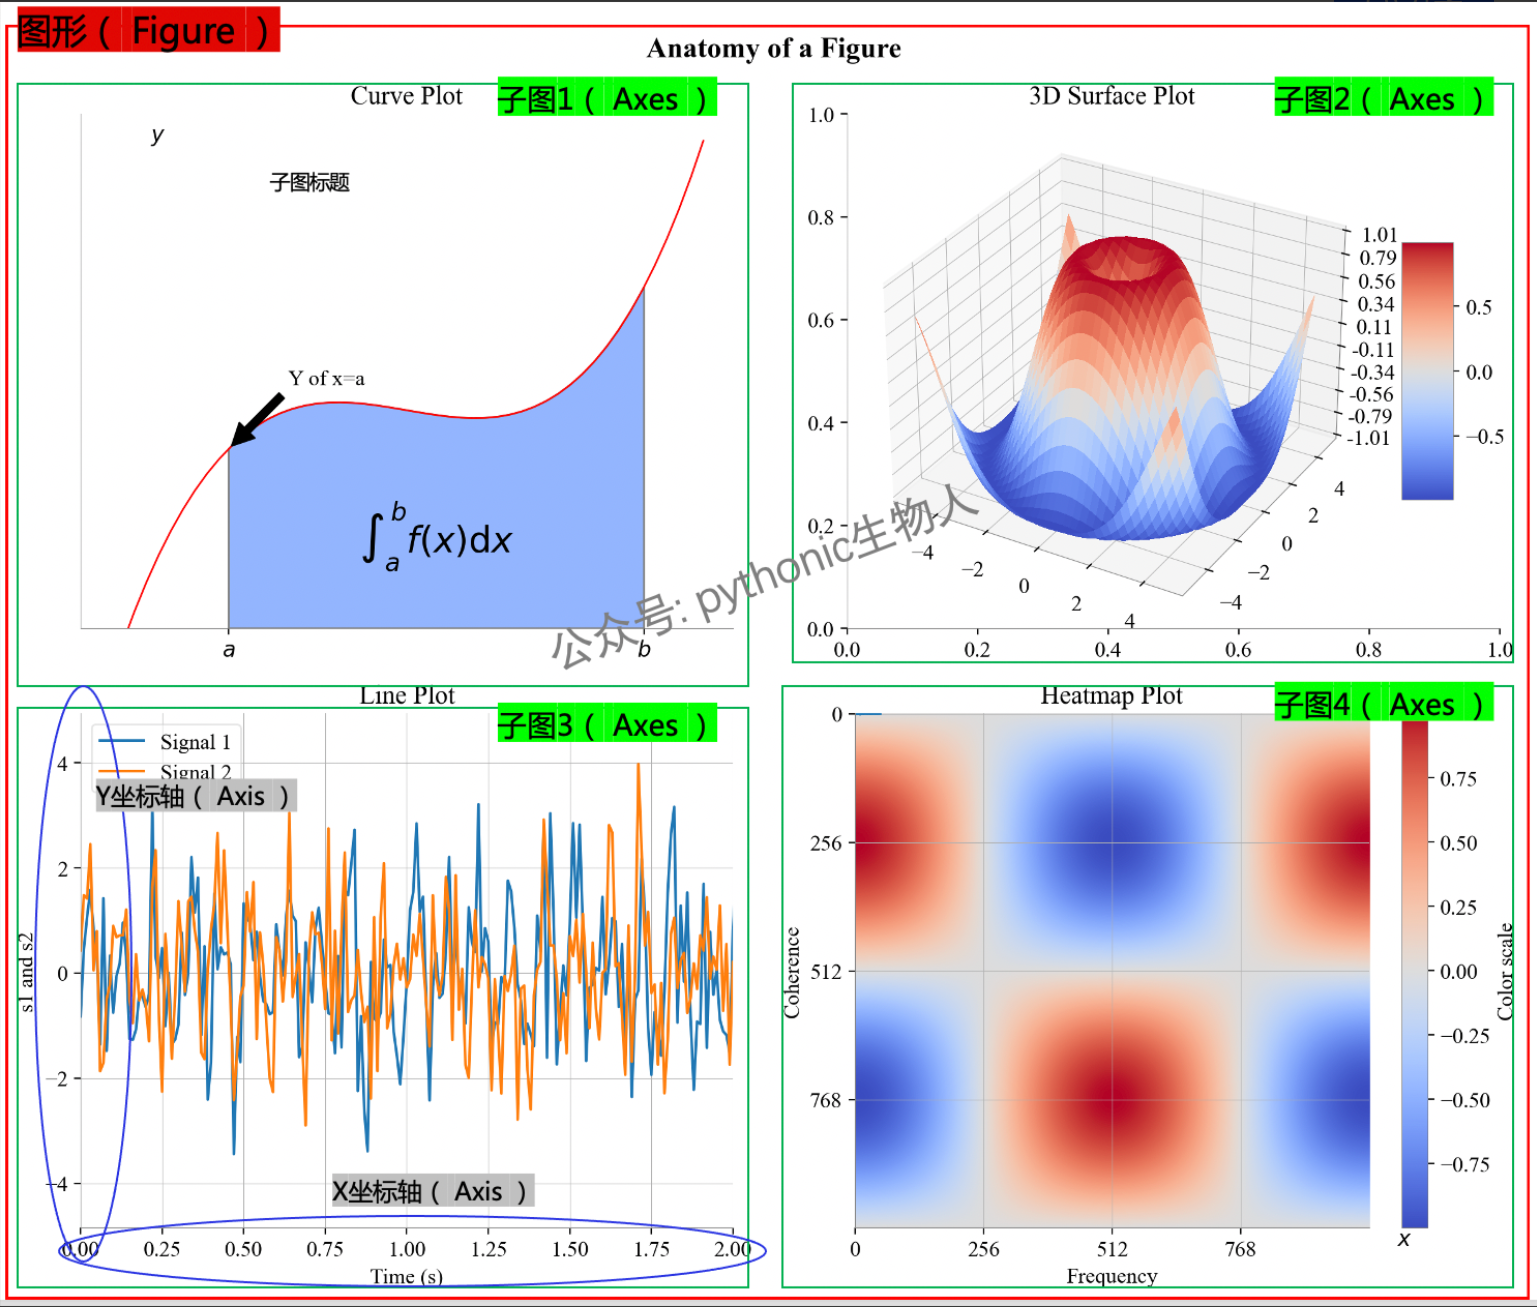 图形（ Figure ）
Anatomy of a Figure
Curve Plot
子图1（ Axes ）
y
子图标题
Y of x=a
∫_a^b f(x)dx
a
b
3D Surface Plot
子图2（ Axes ）
1.0
0.8
0.6
0.4
0.2
0.0
0.0 0.2 0.4 0.6 0.8 1.0
1.01
0.79
0.56
0.34
0.11
-0.11
-0.34
-0.56
-0.79
-1.01
−4 −2 0 2 4
4
2
0
−2
−4
0.5
0.0
−0.5
公众号: pythonic生物人
Line Plot
子图3（ Axes ）
Signal 1
Signal 2
Y坐标轴（ Axis ）
4
2
0
−2
−4
s1 and s2
X坐标轴（ Axis ）
0.00 0.25 0.50 0.75 1.00 1.25 1.50 1.75 2.00
Time (s)
Heatmap Plot
子图4（ Axes ）
0
256
512
768
Coherence
0 256 512 768
Frequency
0.75
0.50
0.25
0.00
−0.25
−0.50
−0.75
Color scale
x